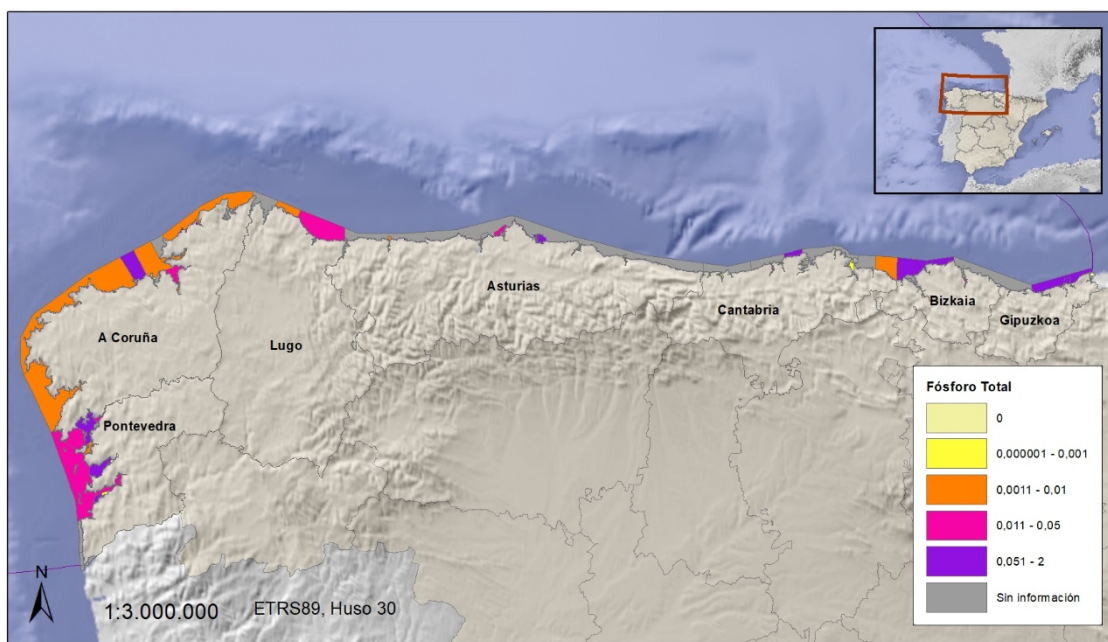 A Coruña
Lugo
Asturias
Cantabria
Bizkaia
Gipuzkoa
Pontevedra
Fósforo Total
0
0,000001 - 0,001
0,0011 - 0,01
0,011 - 0,05
0,051 - 2
Sin información
N
1:3.000.000
ETRS89, Huso 30